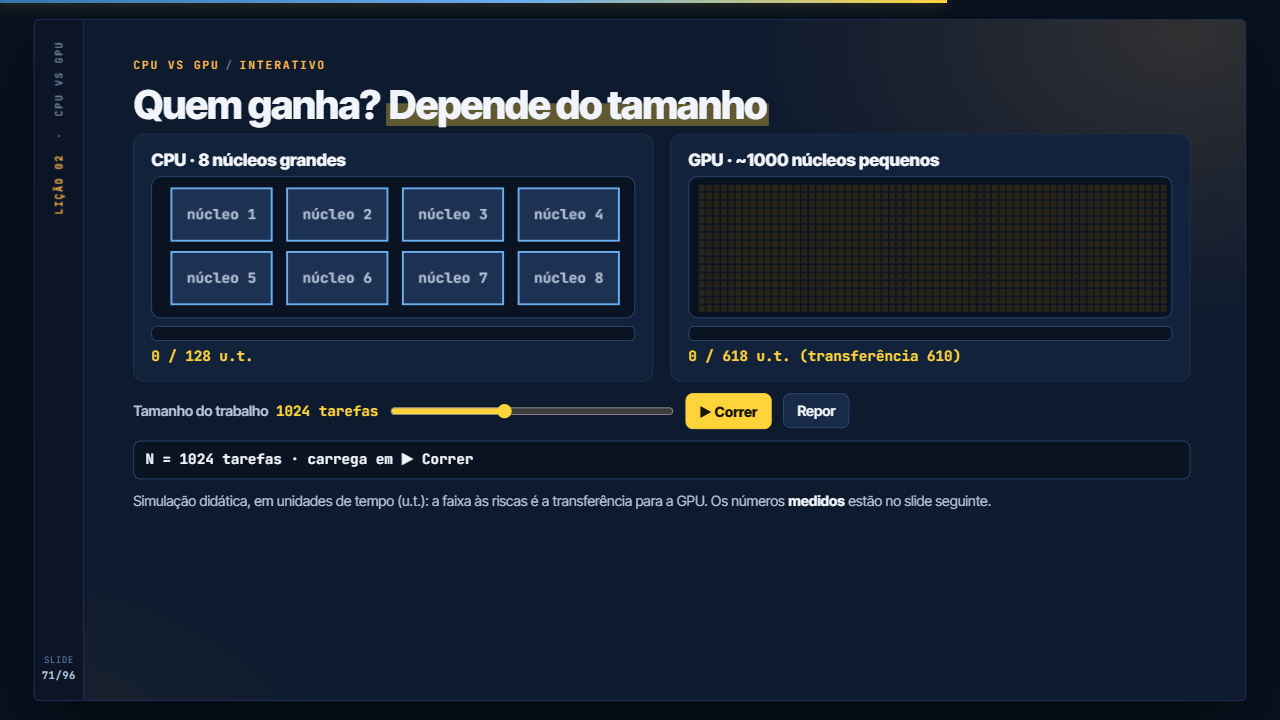 LIÇÃO 02 · CPU VS GPU
CPU VS GPU / INTERATIVO
Quem ganha? Depende do tamanho
CPU · 8 núcleos grandes
núcleo 1 núcleo 2 núcleo 3 núcleo 4
núcleo 5 núcleo 6 núcleo 7 núcleo 8
0 / 128 u.t.
GPU · ~1000 núcleos pequenos
0 / 618 u.t. (transferência 610)
Tamanho do trabalho 1024 tarefas ▶ Correr Repor
N = 1024 tarefas · carrega em ▶ Correr
Simulação didática, em unidades de tempo (u.t.): a faixa às riscas é a transferência para a GPU. Os números medidos estão no slide seguinte.
SLIDE
71/96